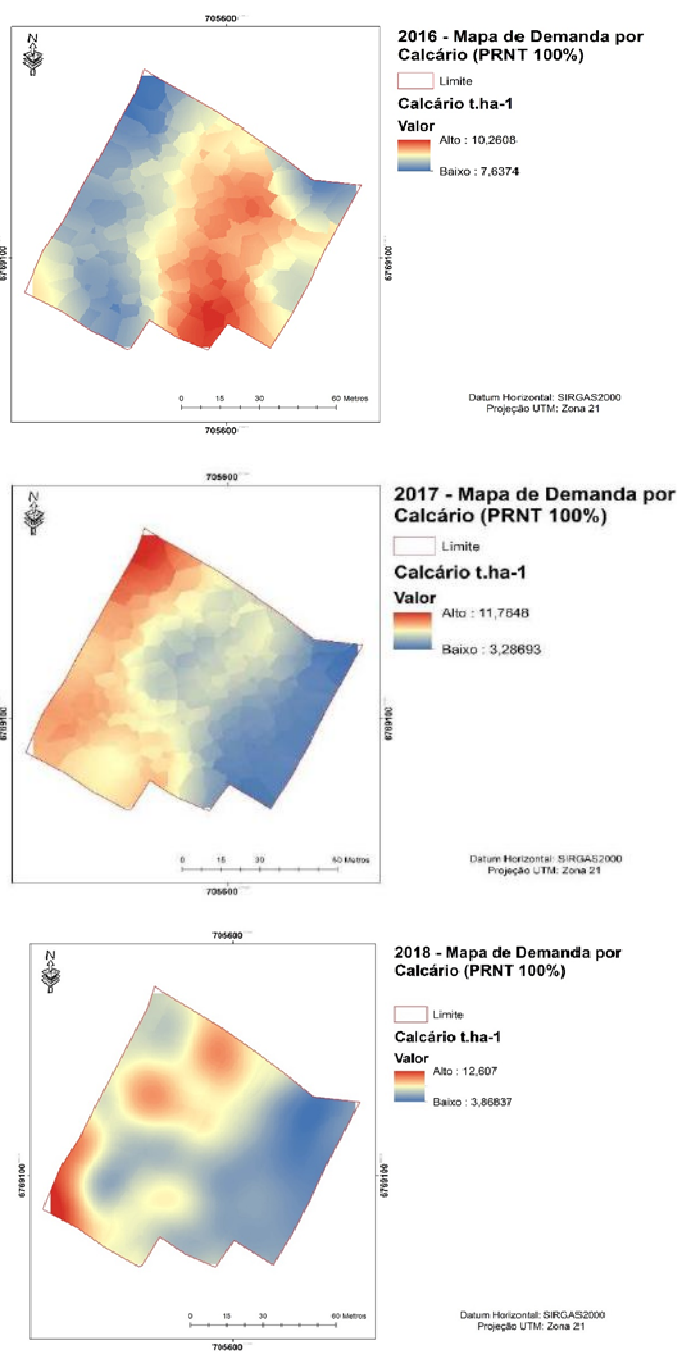 705600
2016 - Mapa de Demanda por
Calcário (PRNT 100%)
N
Limite
Calcário t.ha-1
Valor
Alto : 10,2608
Baixo : 7,6374
6769100
6769100
0 15 30 60 Metros
Datum Horizontal: SIRGAS2000
Projeção UTM: Zona 21
705600
705600
2017 - Mapa de Demanda por
Calcário (PRNT 100%)
N
Limite
Calcário t.ha-1
Valor
Alto : 11,7648
Baixo : 3,28693
6769100
6769100
0 15 30 60 Metros
Datum Horizontal: SIRGAS2000
Projeção UTM: Zona 21
705600
705600
2018 - Mapa de Demanda por
Calcário (PRNT 100%)
N
Limite
Calcário t.ha-1
Valor
Alto : 12,607
Baixo : 3,86837
6769100
6769100
0 15 30 60 Metros
Datum Horizontal: SIRGAS2000
Projeção UTM: Zona 21
705600